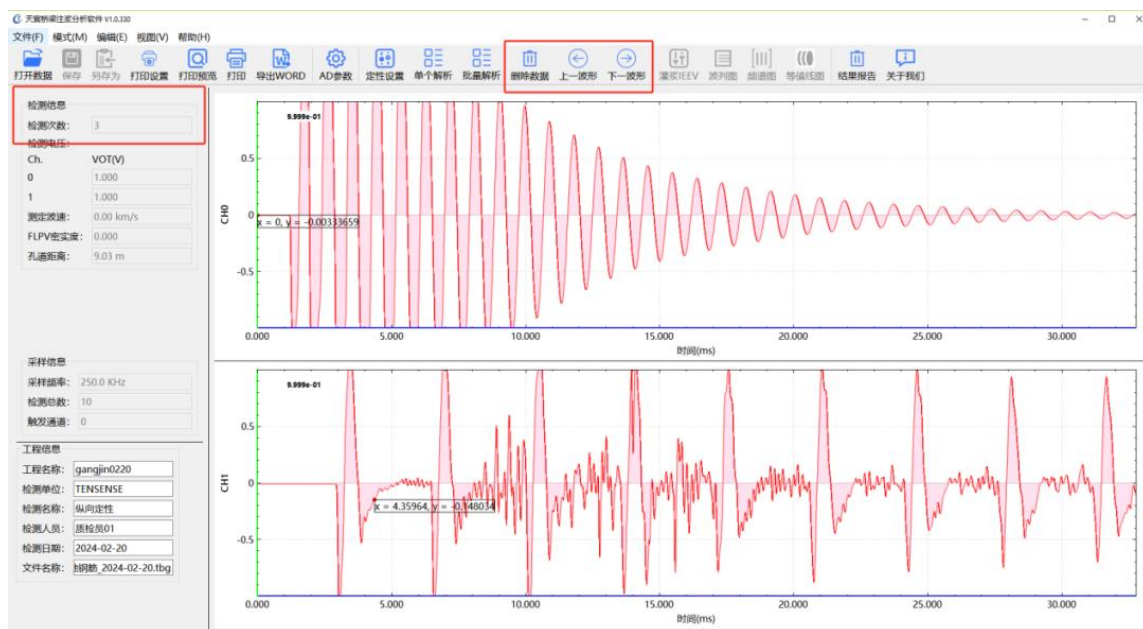 天宸桥梁注浆分析软件 V1.0.330
文件(F) 模式(M) 编辑(E) 视图(V) 帮助(H)
打开数据 保存 另存为 打印设置 打印预览 打印 导出WORD AD参数 定性设置 单个解析 批量解析 删除数据 上一波形 下一波形 灌浆IEEV 波列图 频谱图 等值线图 结果报告 关于我们
检测信息
检测次数: 3
检测电压:
Ch. VOT(V)
0 1.000
1 1.000
测定波速: 0.00 km/s
FLPV密实度: 0.000
孔道距离: 9.03 m
采样信息
采样频率: 250.0 KHz
检测总数: 10
触发通道: 0
工程信息
工程名称: gangjin0220
检测单位: TENSENSE
检测名称: 纵向定性
检测人员: 质检员01
检测日期: 2024-02-20
文件名称: 钢筋_2024-02-20.tbg
9.999e-01
0.5
0
-0.5
CH0
x = 0, y = -0.00333659
0.000 5.000 10.000 15.000 20.000 25.000 30.000
时间(ms)
9.999e-01
0.5
0
-0.5
CH1
x = 4.35964, y = -0.148034
0.000 5.000 10.000 15.000 20.000 25.000 30.000
时间(ms)